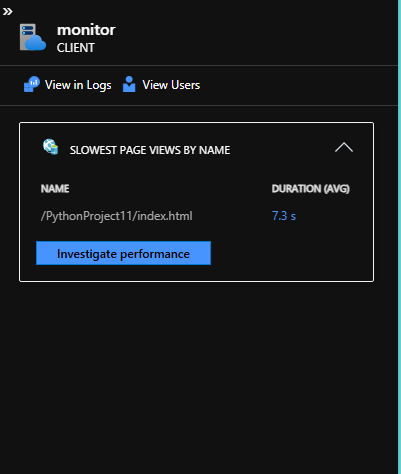 »
monitor
CLIENT
View in Logs View Users
SLOWEST PAGE VIEWS BY NAME
NAME DURATION (AVG)
/PythonProject11/index.html 7.3 s
Investigate performance